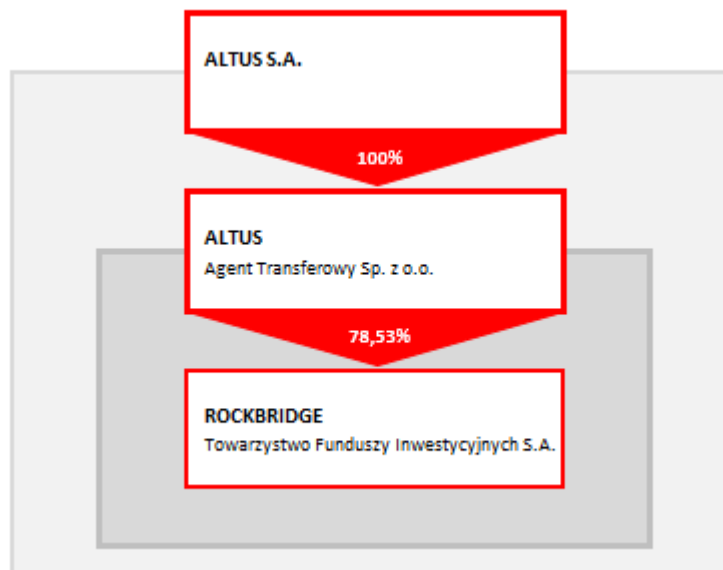 ALTUS S.A.
100%
ALTUS
Agent Transferowy Sp. z o.o.
78,53%
ROCKBRIDGE
Towarzystwo Funduszy Inwestycyjnych S.A.